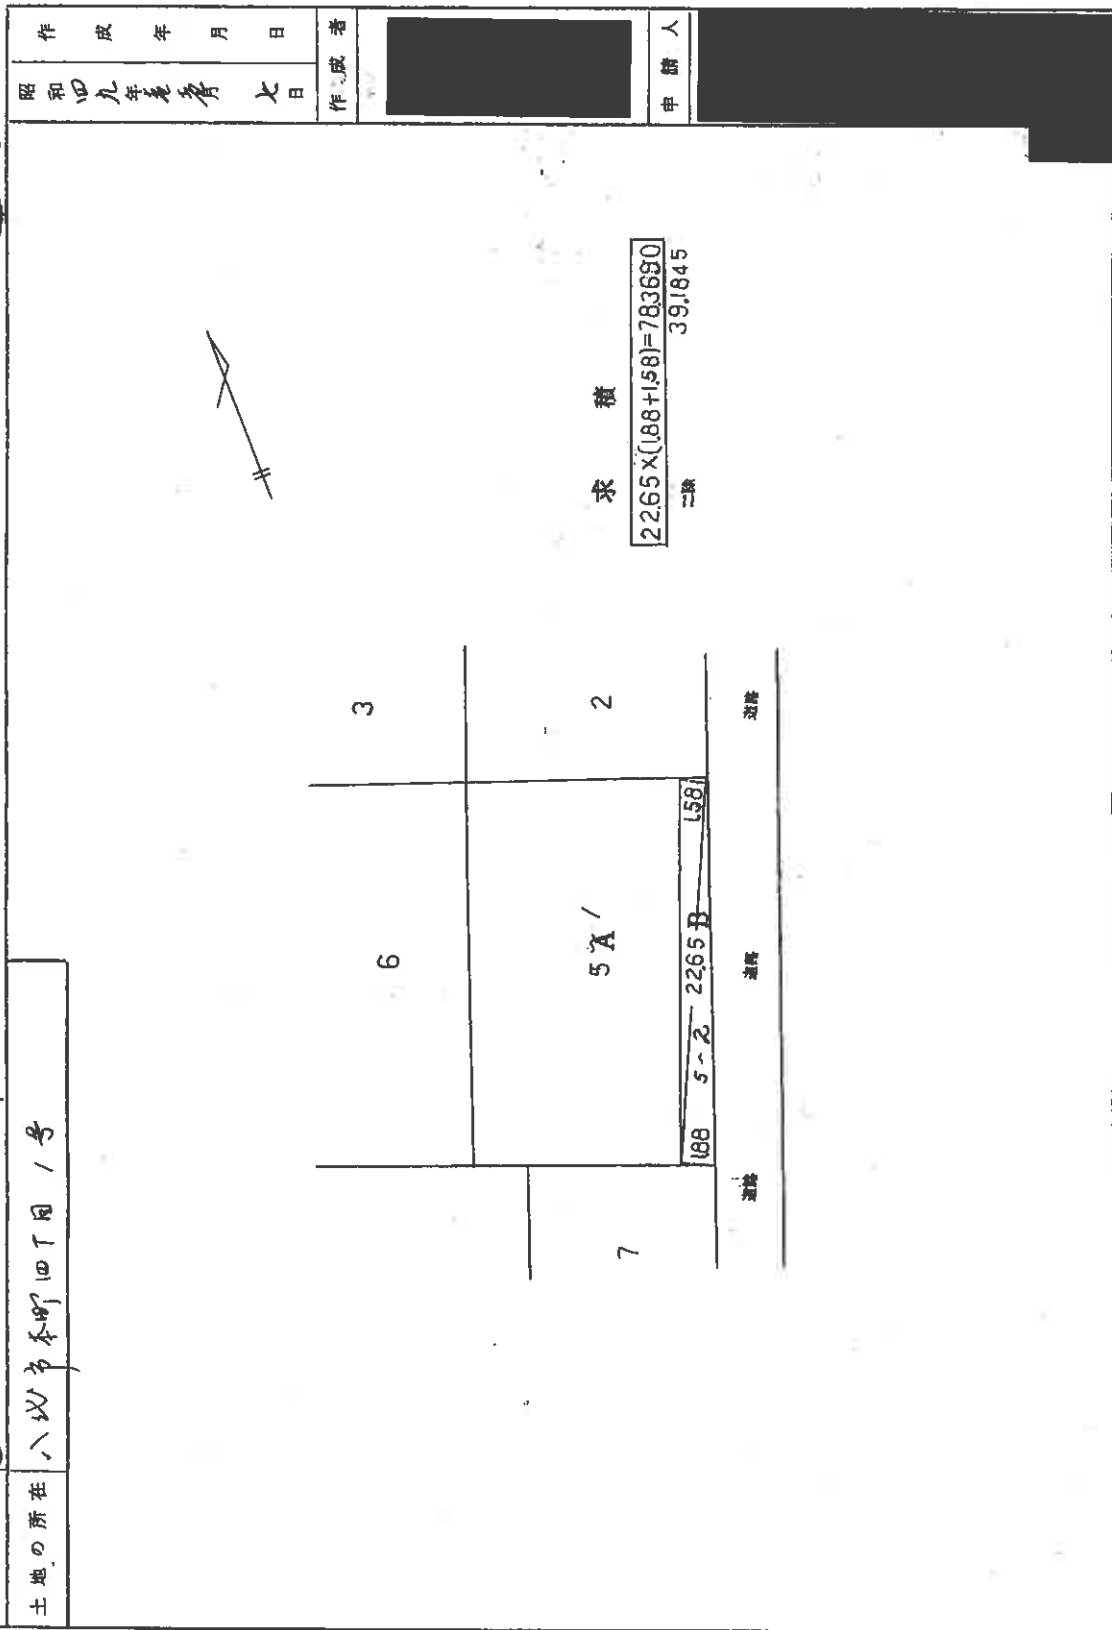 土地の所在
八代市本町四丁目1号
作成年月日
昭和四九年 月七日
作成者
申請人
求積
22.65×(1.88+1.58)=78.3690
二除
39.1845
3
6
2
5 A 1
1.58
22.65 B
5-2
1.88
7
道路
道路
道路